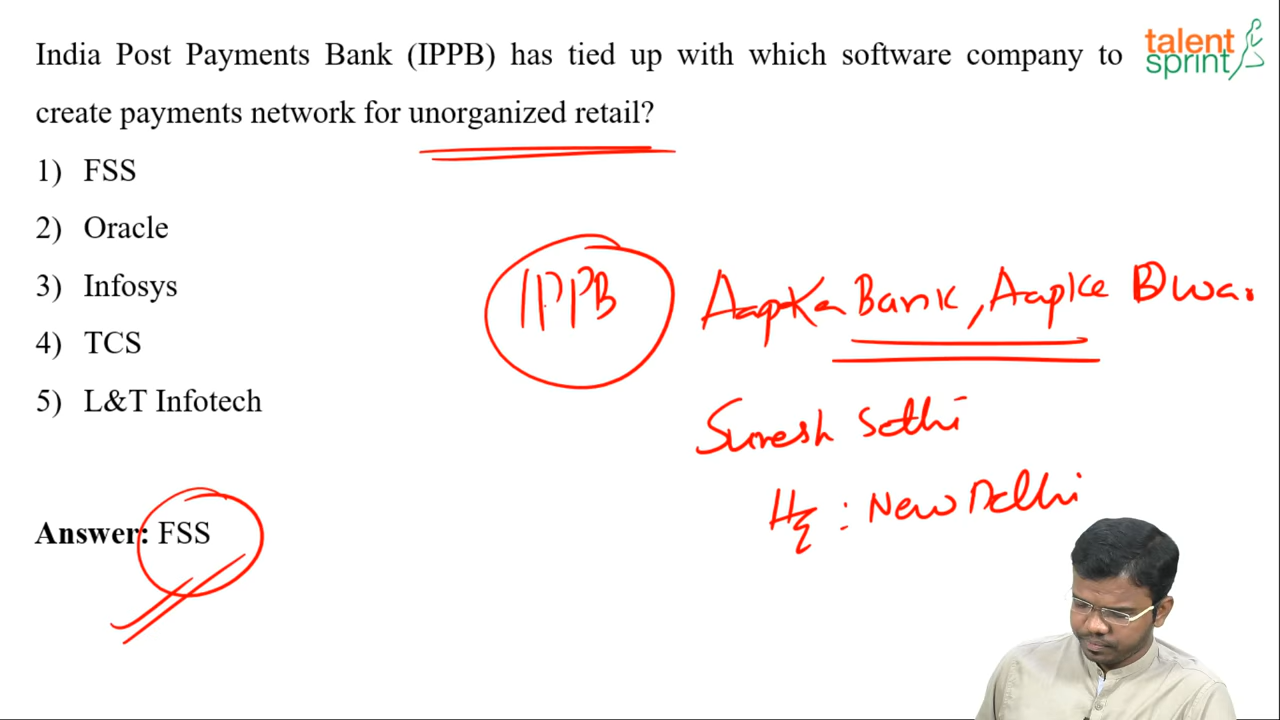 India Post Payments Bank (IPPB) has tied up with which software company to
create payments network for unorganized retail?
talent
sprint
1) FSS
2) Oracle
3) Infosys
4) TCS
5) L&T Infotech
IPPB
Aapka Bank, Aapke Dwar
Suresh Sethi
HQ : New Delhi
Answer: FSS